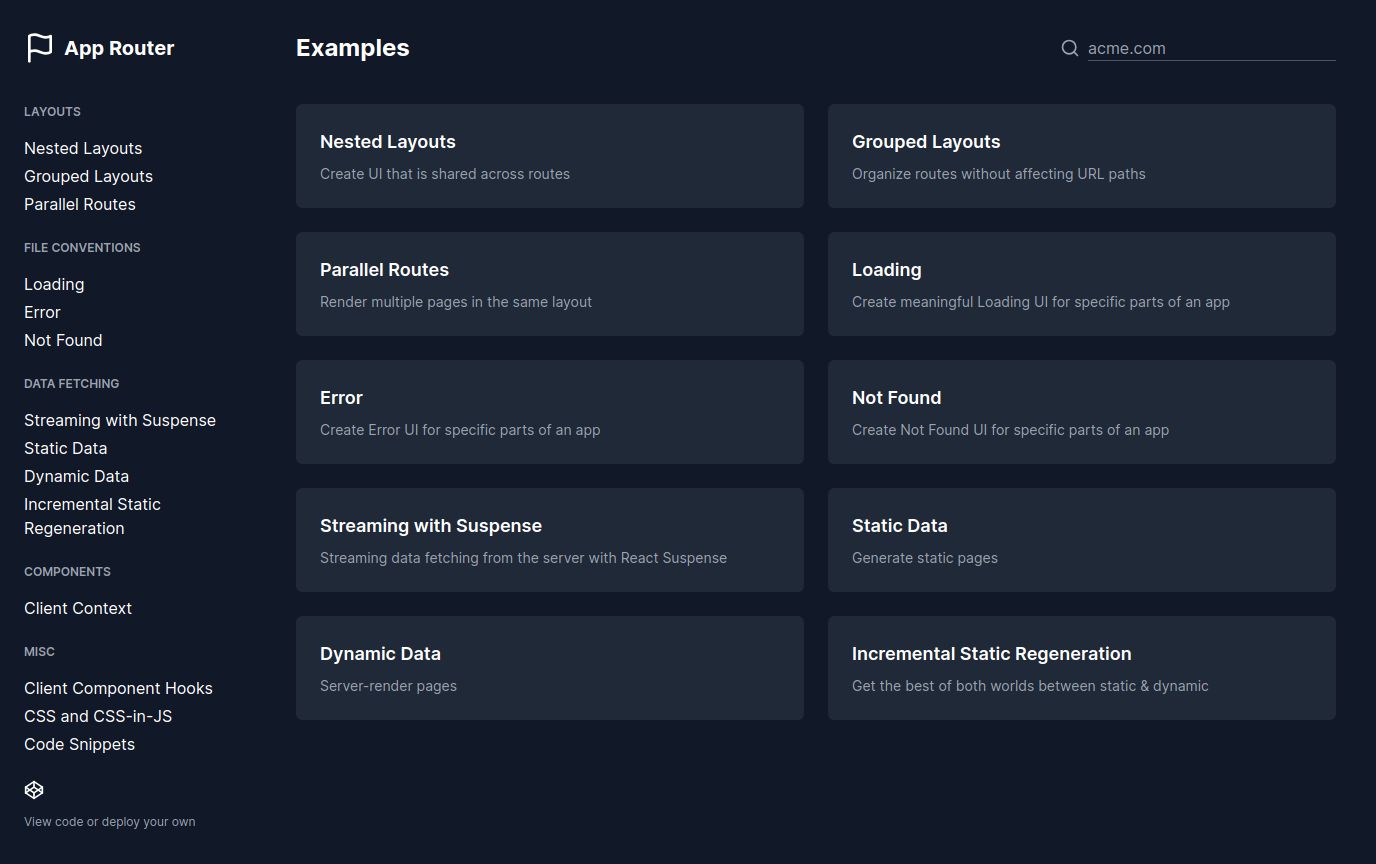 App Router
LAYOUTS
Nested Layouts
Grouped Layouts
Parallel Routes
FILE CONVENTIONS
Loading
Error
Not Found
DATA FETCHING
Streaming with Suspense
Static Data
Dynamic Data
Incremental Static
Regeneration
COMPONENTS
Client Context
MISC
Client Component Hooks
CSS and CSS-in-JS
Code Snippets
View code or deploy your own
Examples
acme.com
Nested Layouts
Create UI that is shared across routes
Grouped Layouts
Organize routes without affecting URL paths
Parallel Routes
Render multiple pages in the same layout
Loading
Create meaningful Loading UI for specific parts of an app
Error
Create Error UI for specific parts of an app
Not Found
Create Not Found UI for specific parts of an app
Streaming with Suspense
Streaming data fetching from the server with React Suspense
Static Data
Generate static pages
Dynamic Data
Server-render pages
Incremental Static Regeneration
Get the best of both worlds between static & dynamic